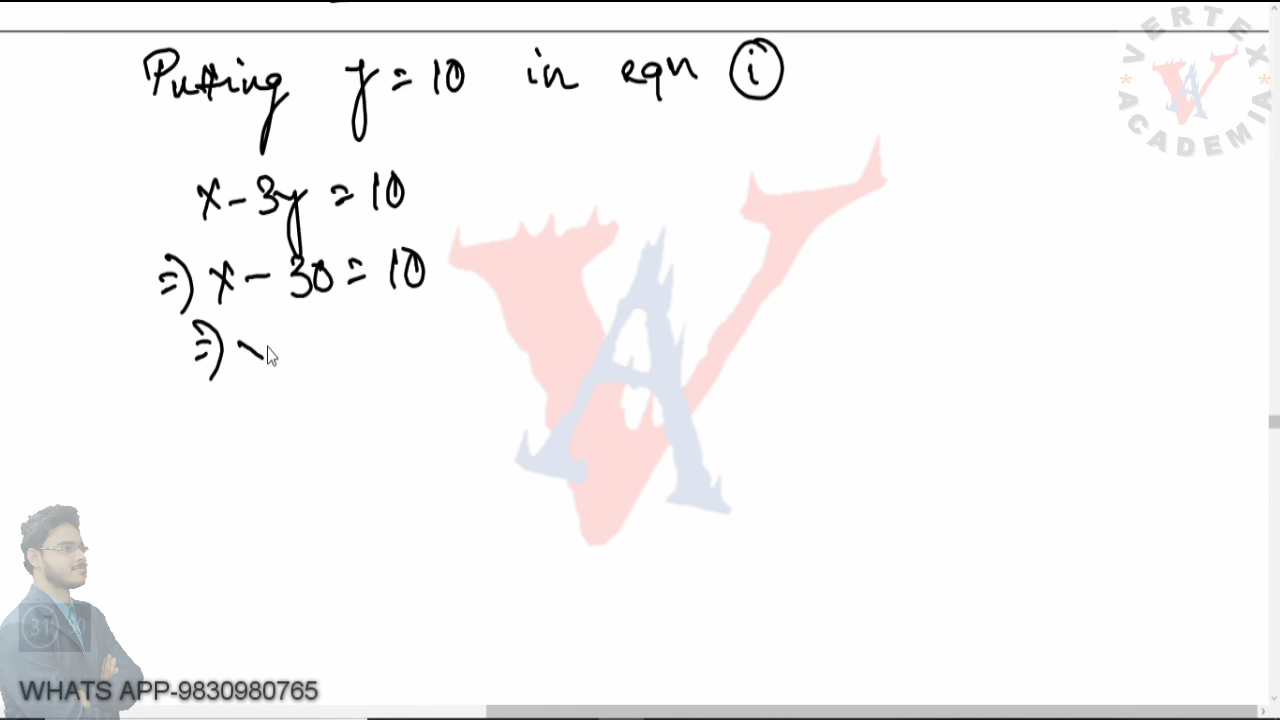 Putting y = 10 in eqn (i)
x - 3y = 10
⇒ x - 30 = 10
⇒
VERTEX ACADEMIA
WHATS APP-9830980765